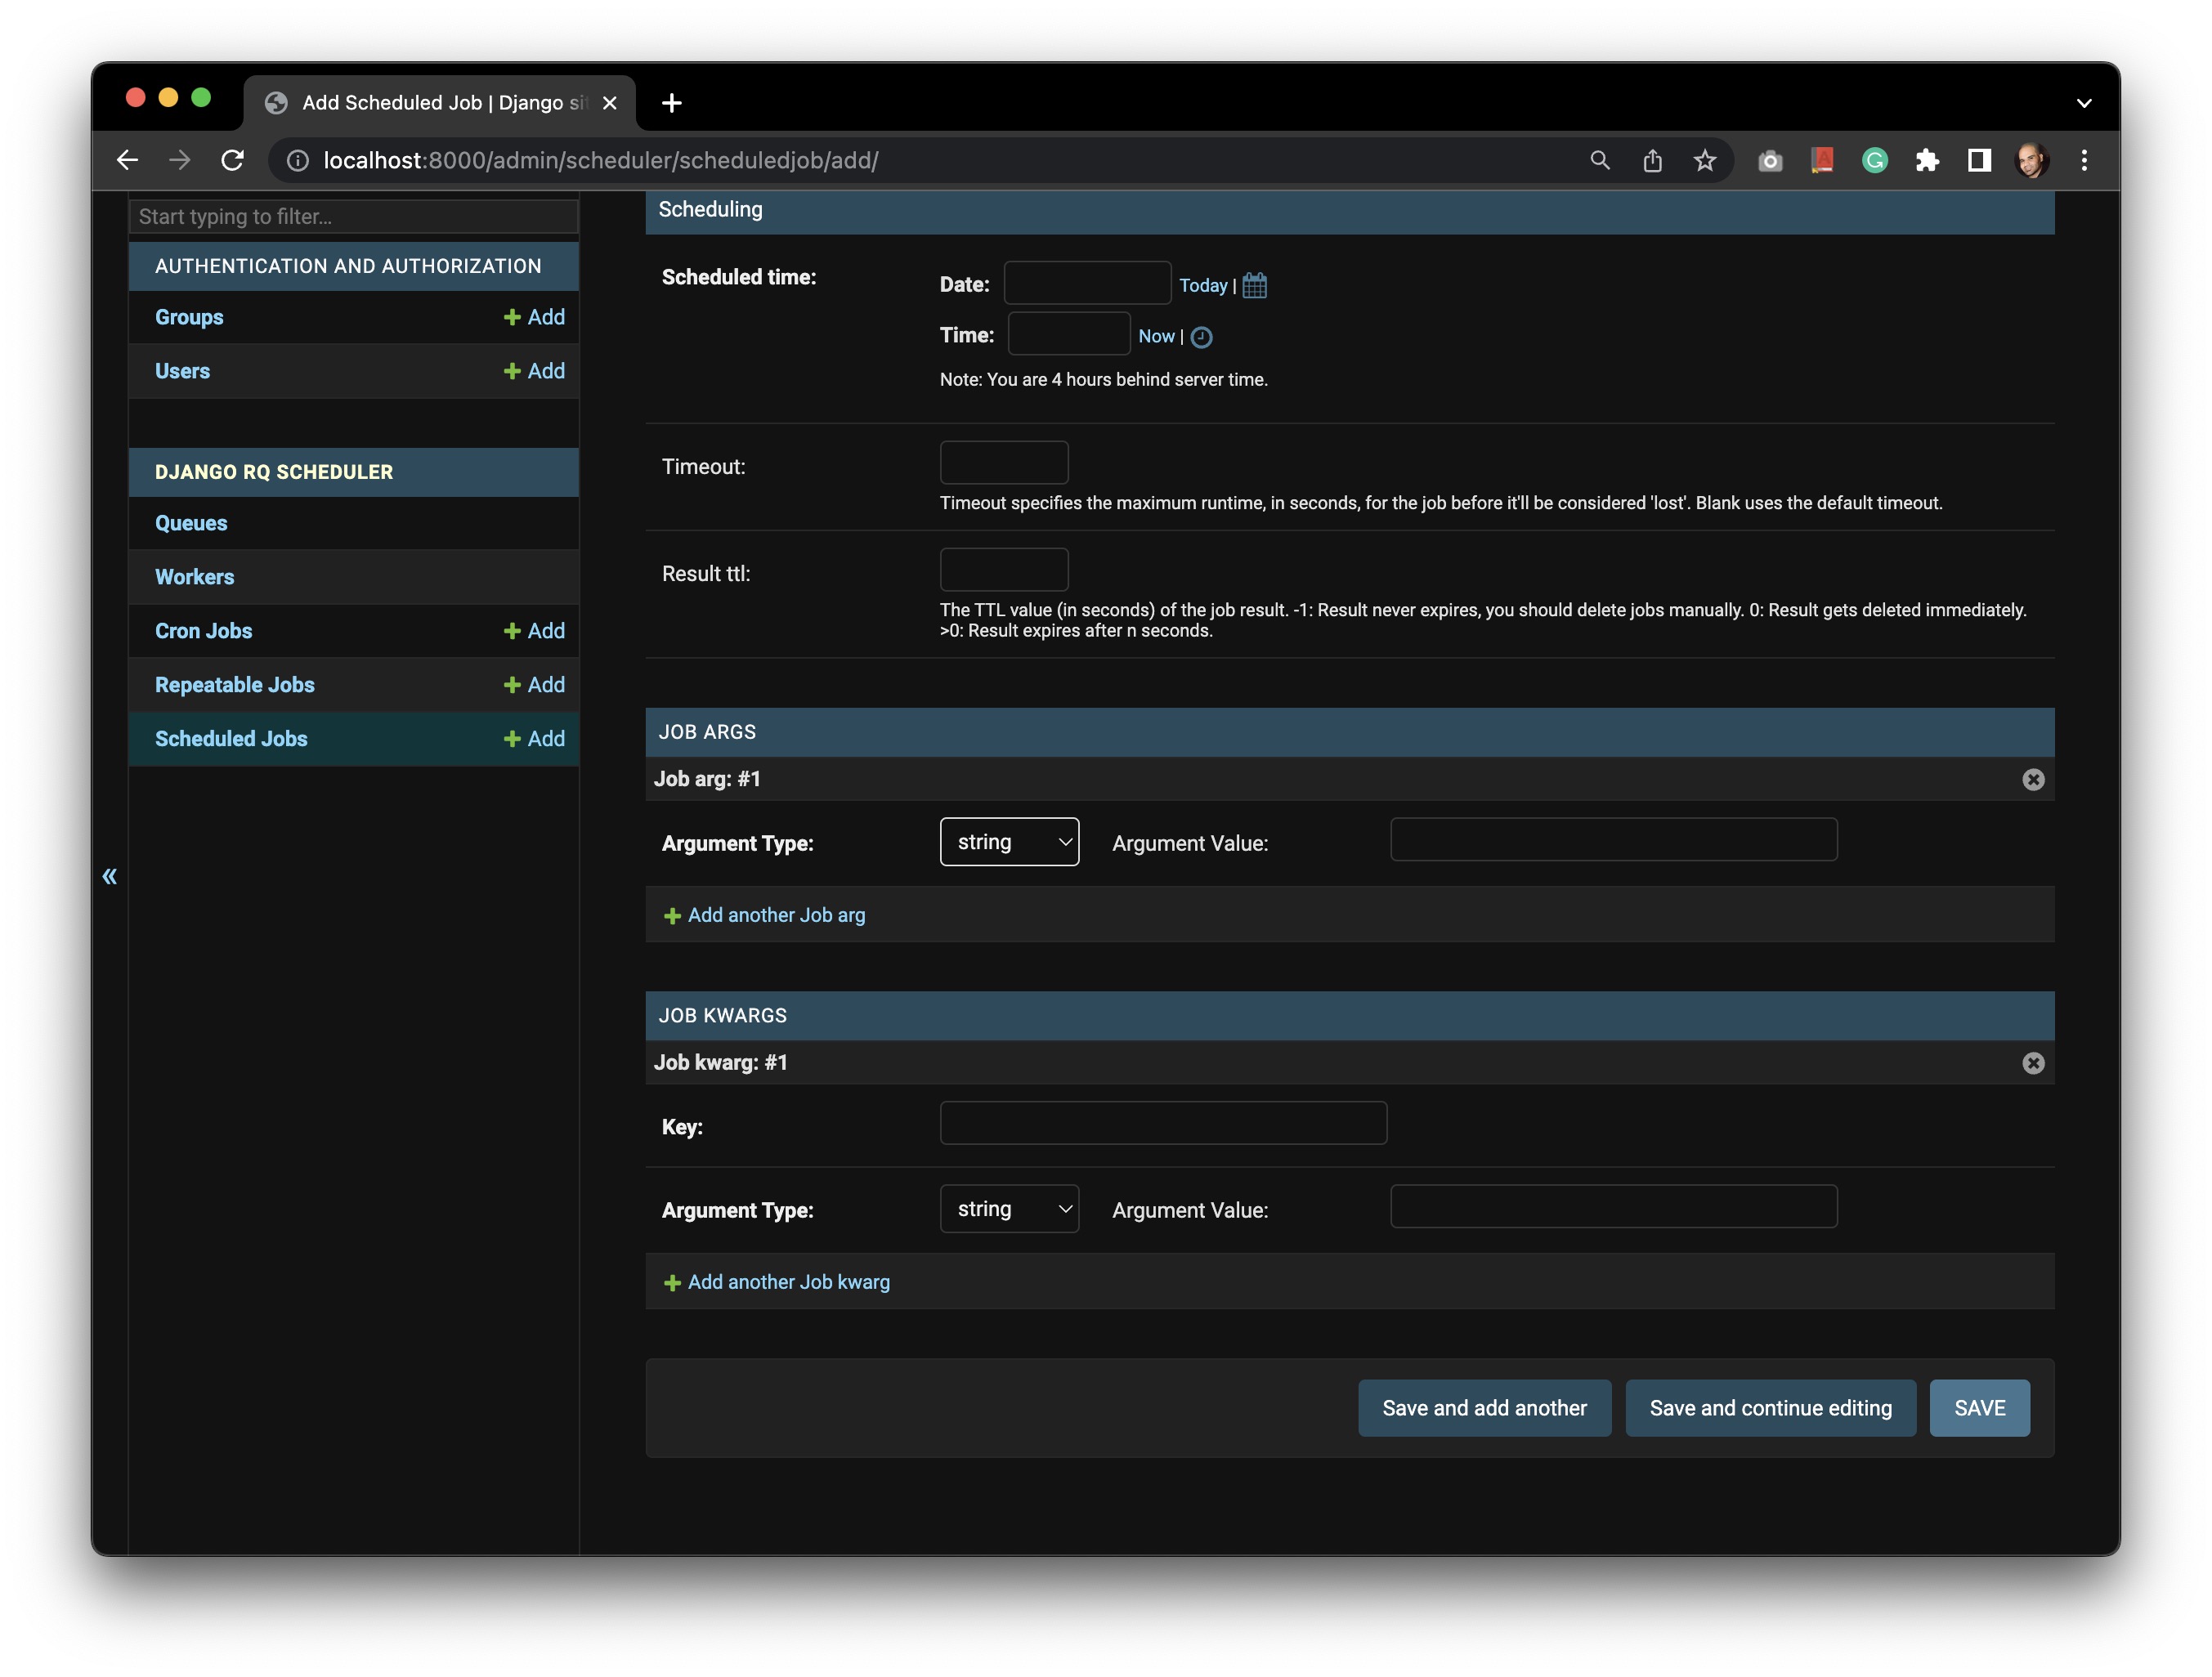 Add Scheduled Job | Django si
localhost:8000/admin/scheduler/scheduledjob/add/
Start typing to filter...
AUTHENTICATION AND AUTHORIZATION
Groups Add
Users Add
DJANGO RQ SCHEDULER
Queues
Workers
Cron Jobs Add
Repeatable Jobs Add
Scheduled Jobs Add
«
Scheduling
Scheduled time:
Date: Today |
Time: Now |
Note: You are 4 hours behind server time.
Timeout:
Timeout specifies the maximum runtime, in seconds, for the job before it'll be considered 'lost'. Blank uses the default timeout.
Result ttl:
The TTL value (in seconds) of the job result. -1: Result never expires, you should delete jobs manually. 0: Result gets deleted immediately.
>0: Result expires after n seconds.
JOB ARGS
Job arg: #1
Argument Type: string Argument Value:
Add another Job arg
JOB KWARGS
Job kwarg: #1
Key:
Argument Type: string Argument Value:
Add another Job kwarg
Save and add another Save and continue editing SAVE